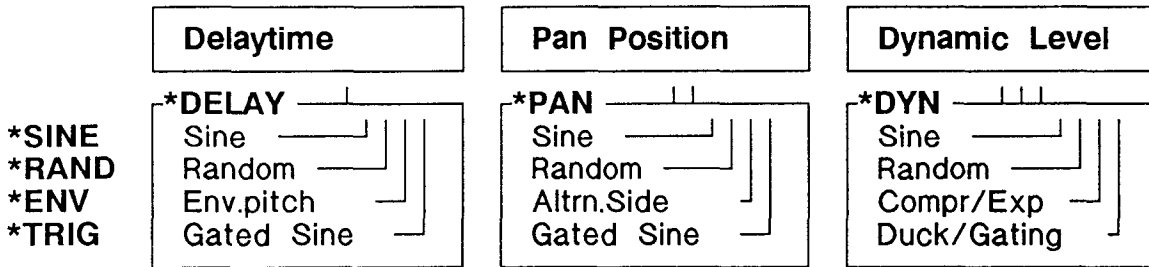 Delaytime Pan Position Dynamic Level
*DELAY *PAN *DYN
*SINE Sine Sine Sine
*RAND Random Random Random
*ENV Env.pitch Altrn.Side Compr/Exp
*TRIG Gated Sine Gated Sine Duck/Gating